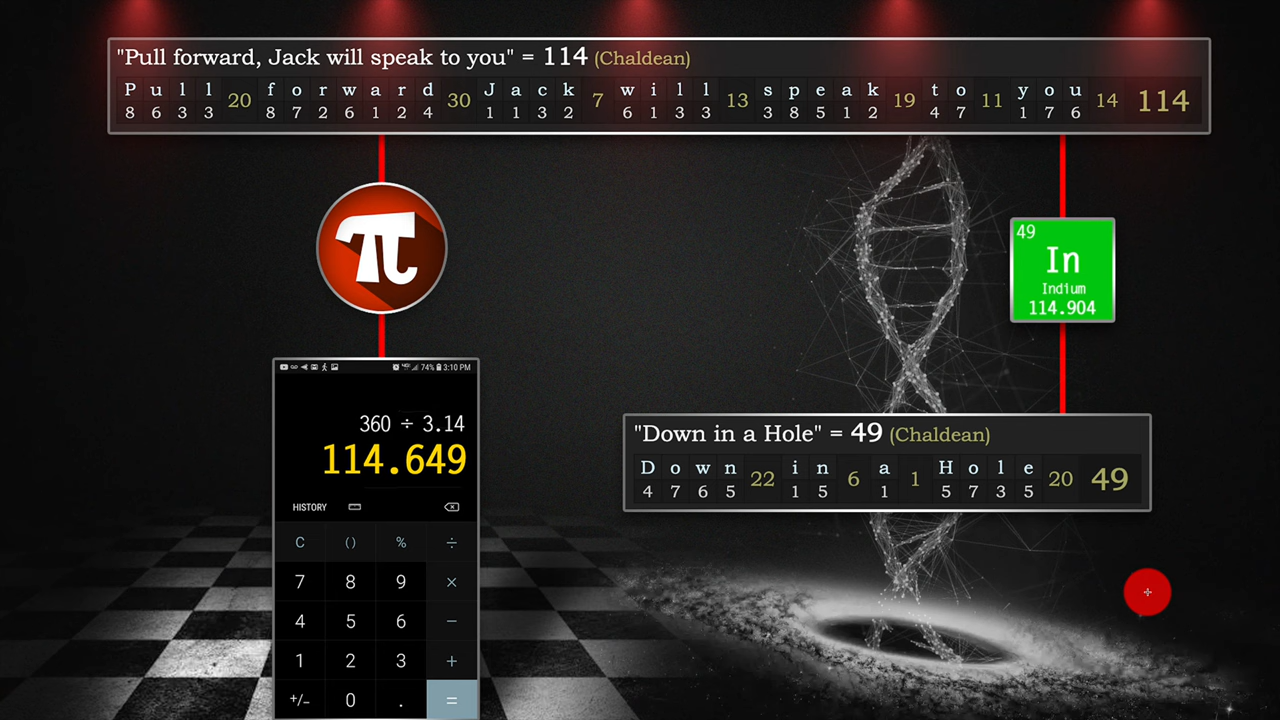 "Pull forward, Jack will speak to you" = 114 (Chaldean)
P u l l 20 f o r w a r d 30 J a c k 7 w i l l 13 s p e a k 19 t o 11 y o u 14 114
8 6 3 3 8 7 2 6 1 2 4 1 1 3 2 6 1 3 3 3 8 5 1 2 4 7 1 7 6
π
49
In
Indium
114.904
74% 3:10 PM
360 ÷ 3.14
114.649
HISTORY
C ( ) % ÷
7 8 9 ×
4 5 6 −
1 2 3 +
+/− 0 . =
"Down in a Hole" = 49 (Chaldean)
D o w n 22 i n 6 a 1 H o l e 20 49
4 7 6 5 1 5 1 5 7 3 5